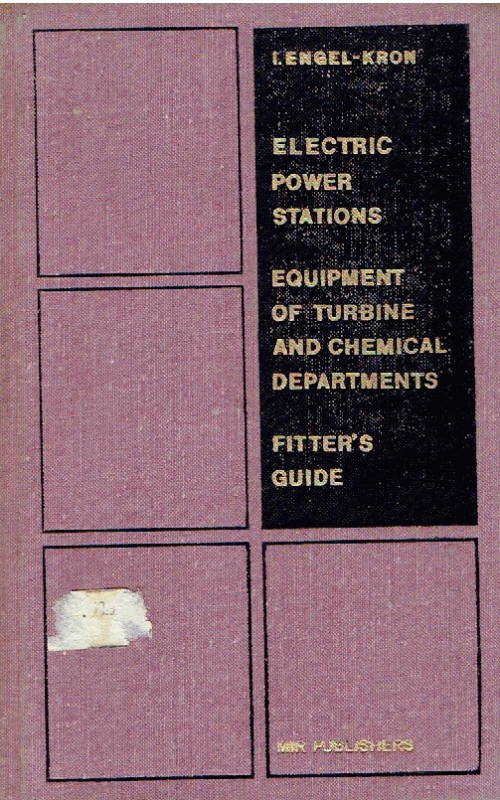 I. ENGEL-KRON
ELECTRIC
POWER
STATIONS
EQUIPMENT
OF TURBINE
AND CHEMICAL
DEPARTMENTS
FITTER'S
GUIDE
MIR PUBLISHERS